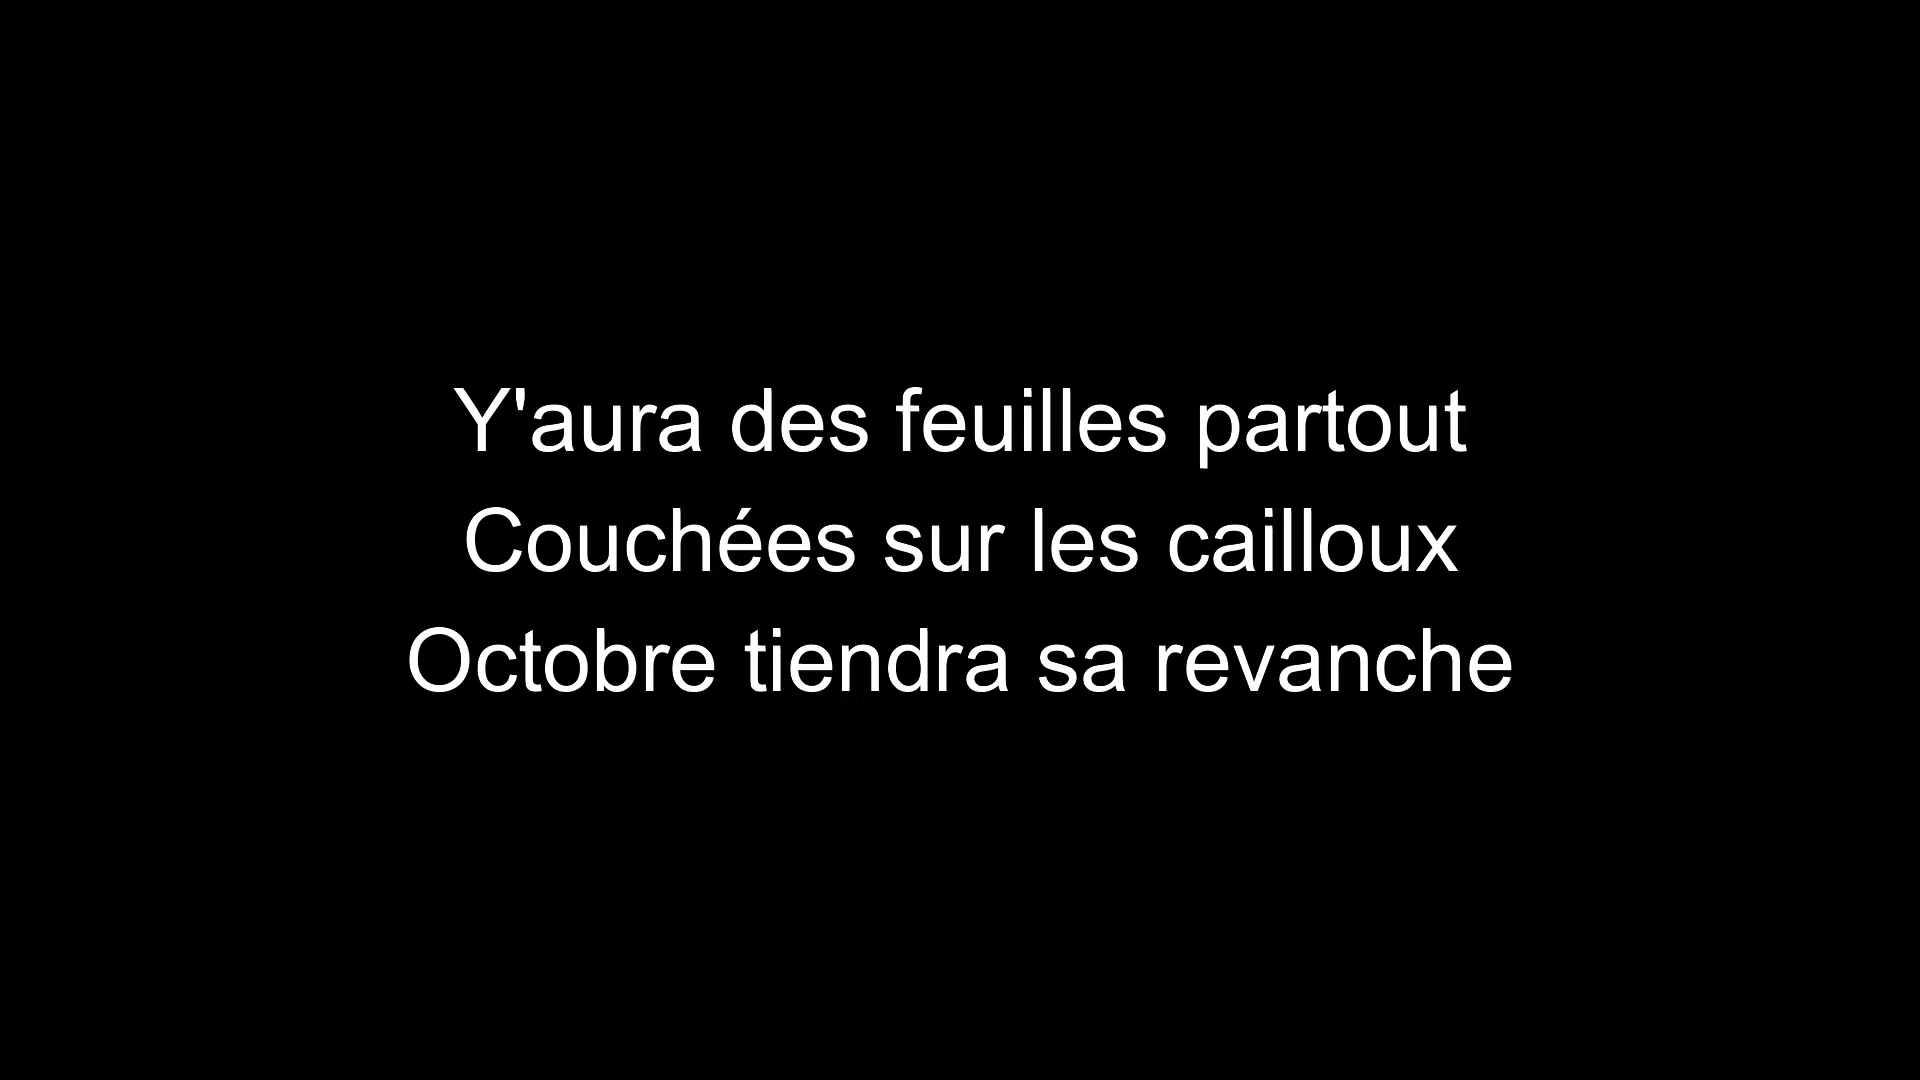 Y'aura des feuilles partout
Couchées sur les cailloux
Octobre tiendra sa revanche